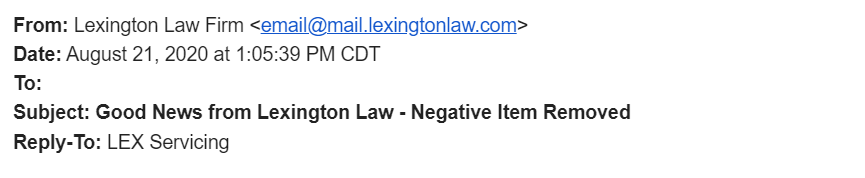 From: Lexington Law Firm <email@mail.lexingtonlaw.com>
Date: August 21, 2020 at 1:05:39 PM CDT
To:
Subject: Good News from Lexington Law - Negative Item Removed
Reply-To: LEX Servicing